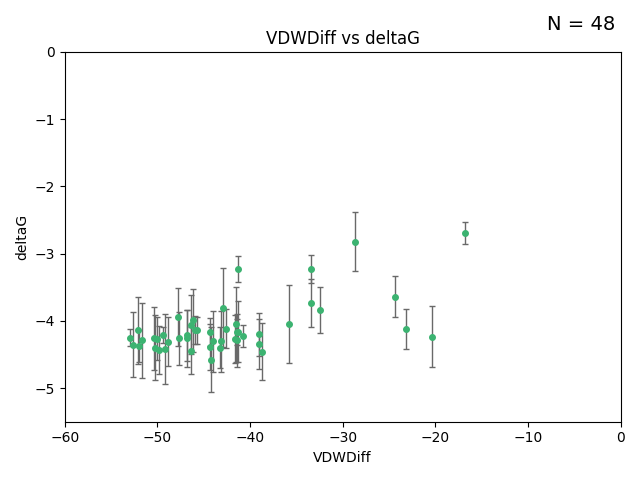 N = 48
VDWDiff vs deltaG
0
−1
−2
−3
−4
−5
deltaG
−60 −50 −40 −30 −20 −10 0
VDWDiff